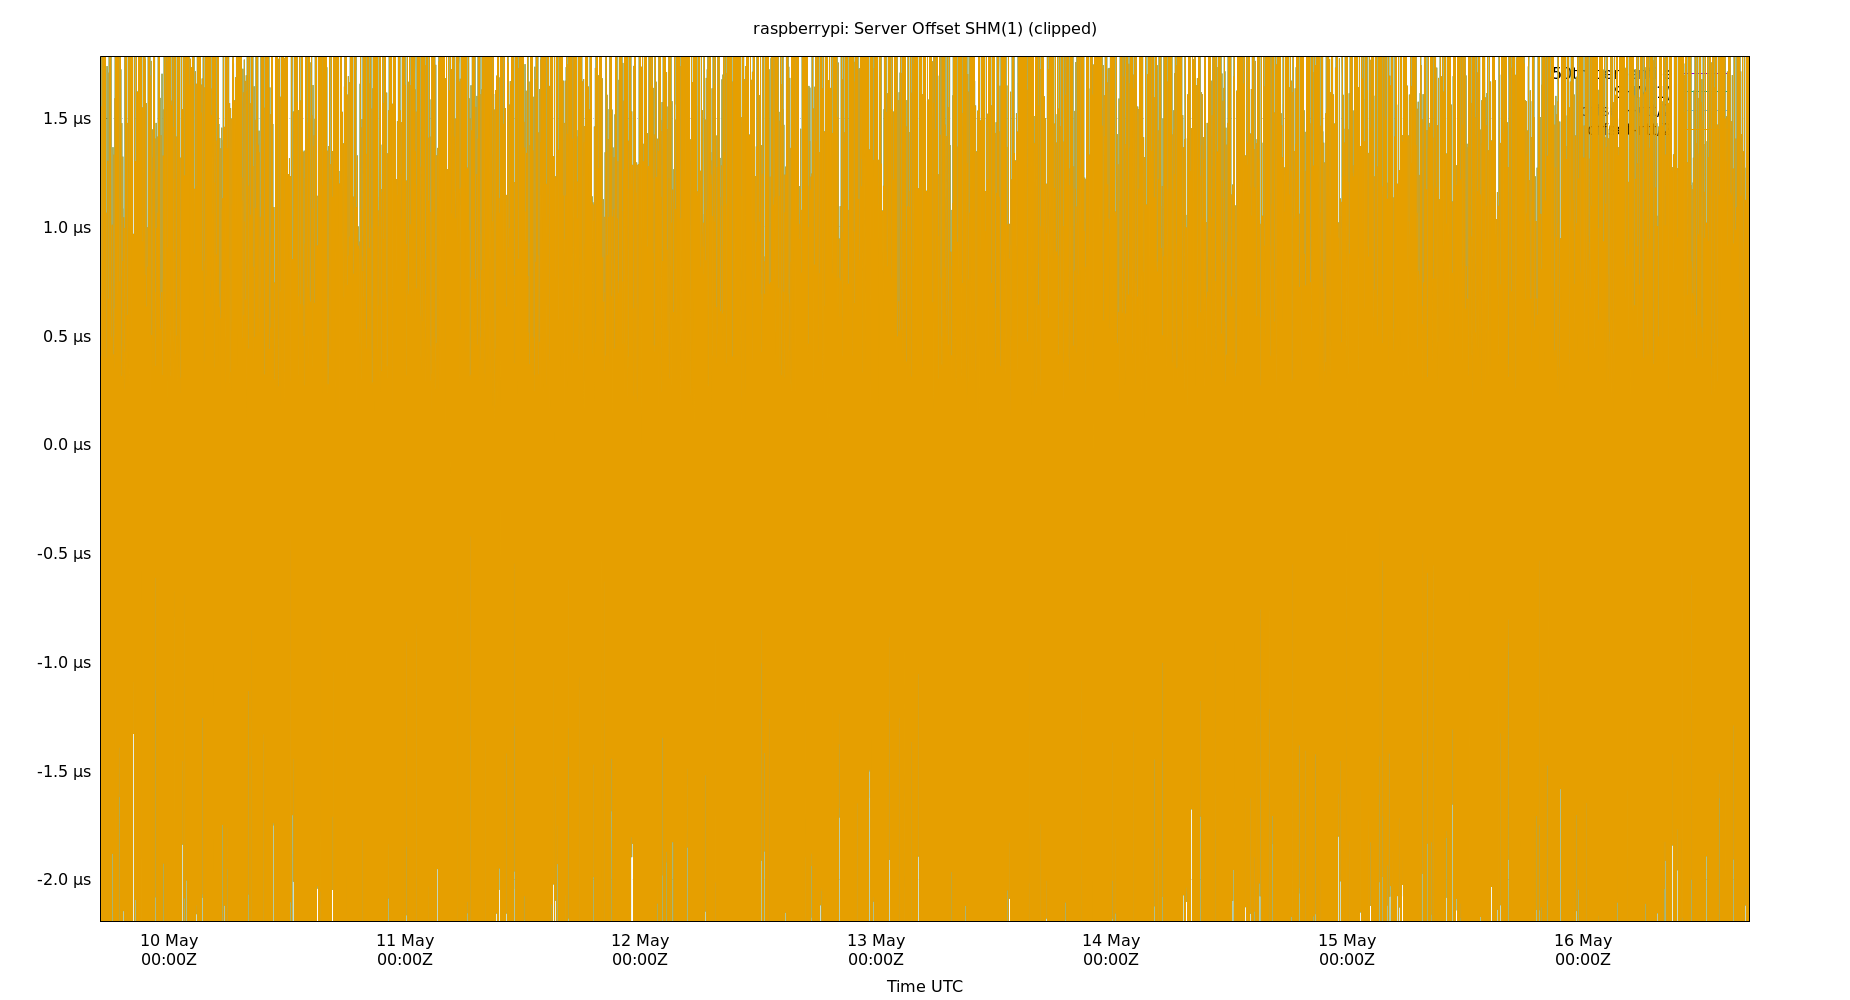 raspberrypi: Server Offset SHM(1) (clipped)
1.5 µs
1.0 µs
0.5 µs
0.0 µs
-0.5 µs
-1.0 µs
-1.5 µs
-2.0 µs
10 May 11 May 12 May 13 May 14 May 15 May 16 May
00:00Z 00:00Z 00:00Z 00:00Z 00:00Z 00:00Z 00:00Z
Time UTC